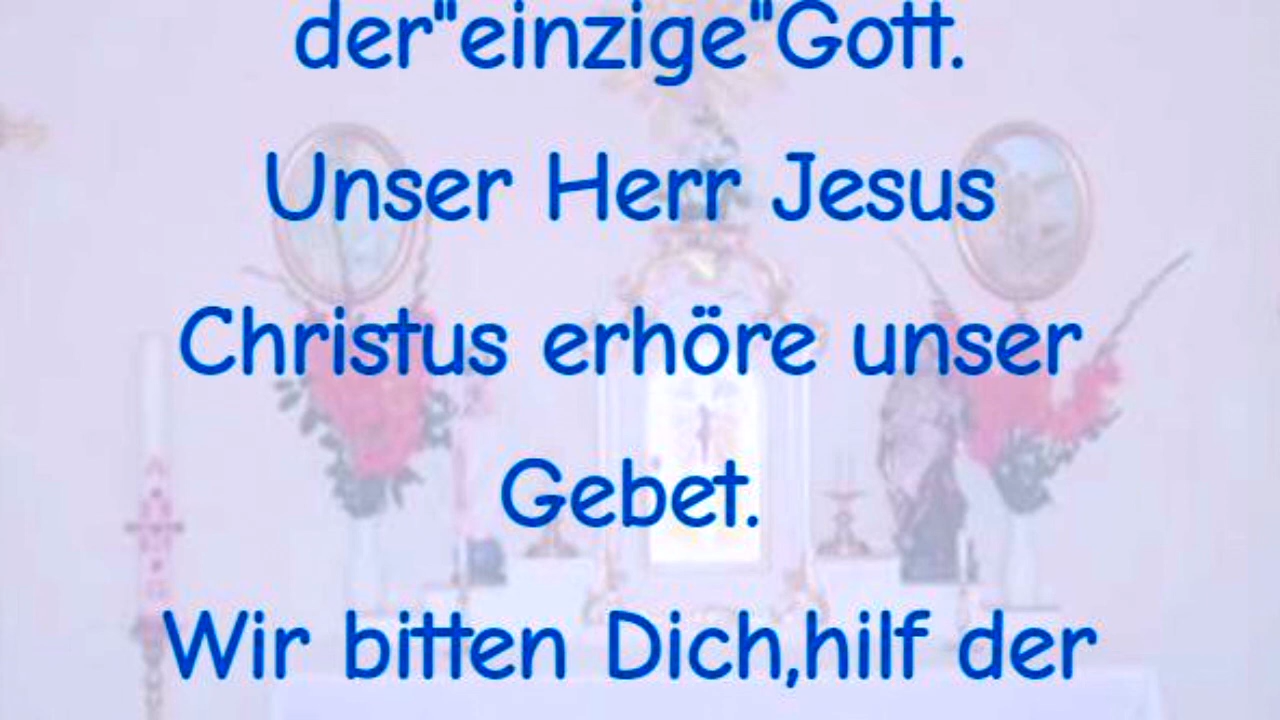 der"einzige"Gott.
Unser Herr Jesus
Christus erhöre unser
Gebet.
Wir bitten Dich,hilf der